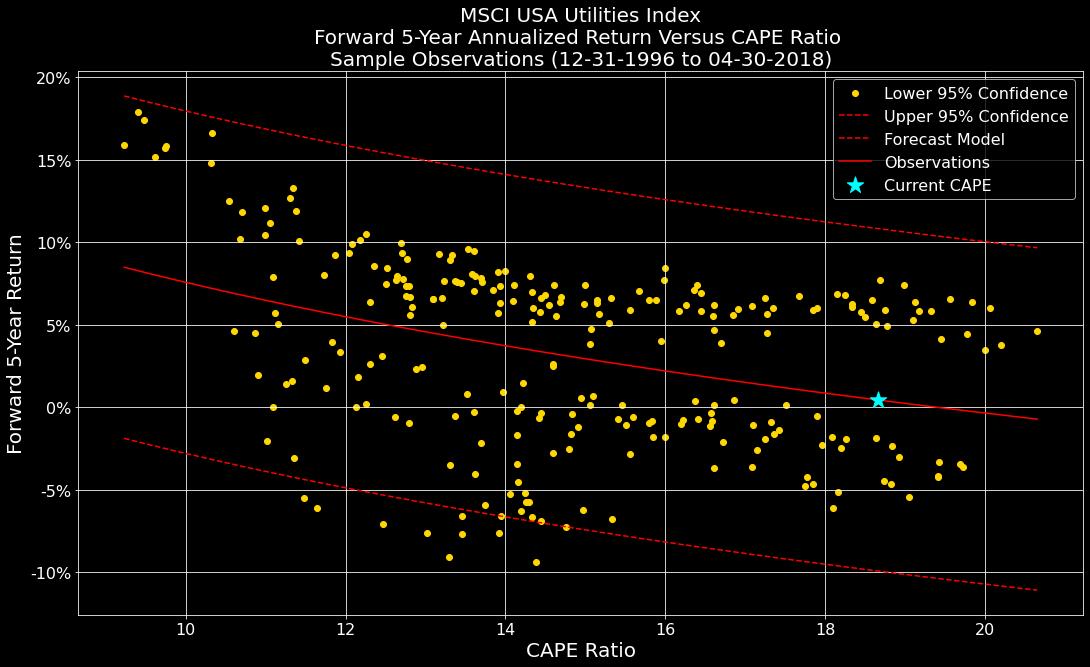 MSCI USA Utilities Index
Forward 5-Year Annualized Return Versus CAPE Ratio
Sample Observations (12-31-1996 to 04-30-2018)
Lower 95% Confidence
Upper 95% Confidence
Forecast Model
Observations
Current CAPE
Forward 5-Year Return
20%
15%
10%
5%
0%
-5%
-10%
10 12 14 16 18 20
CAPE Ratio